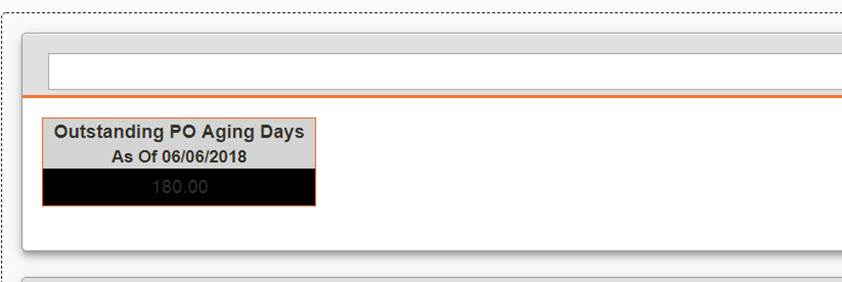 Outstanding PO Aging Days
As Of 06/06/2018
180.00